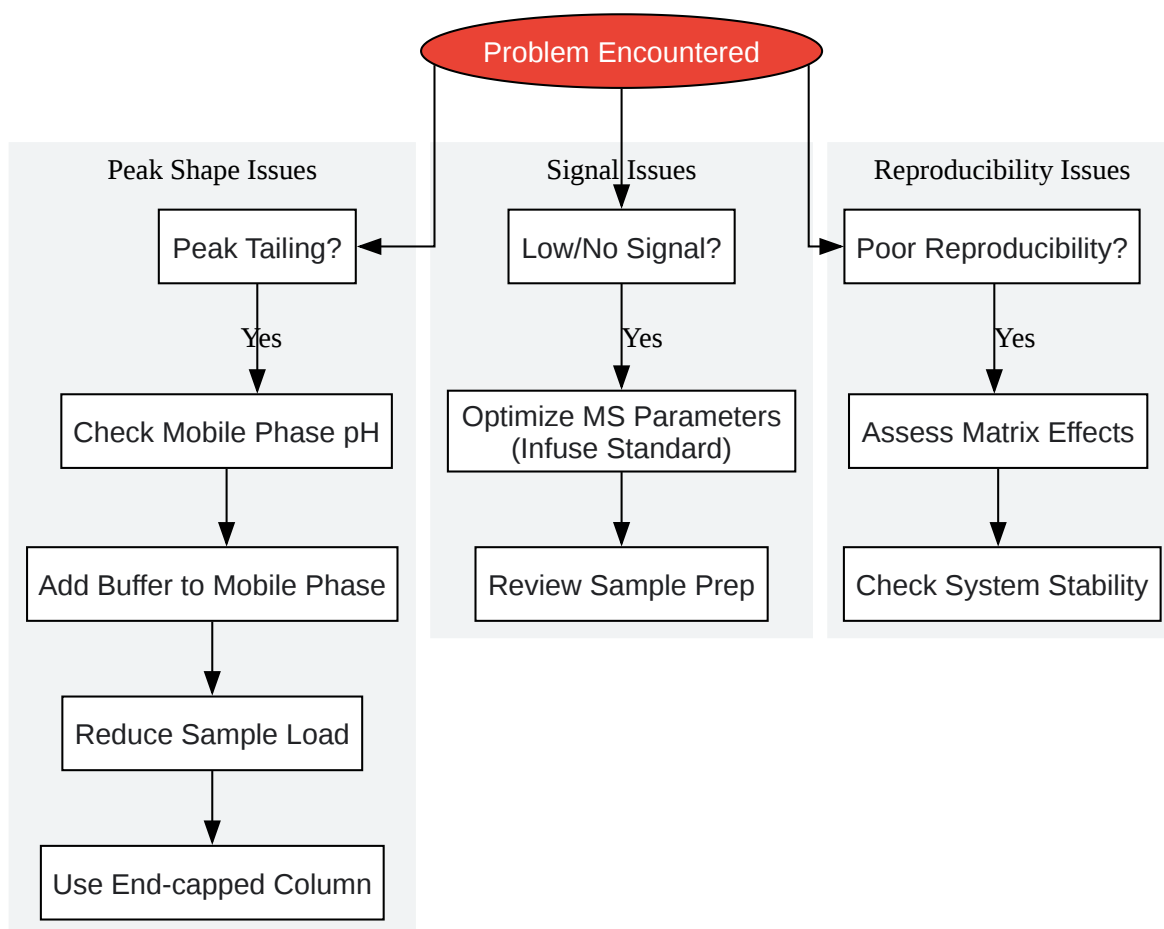 Problem Encountered
Peak Shape Issues
Peak Tailing?
Yes
Check Mobile Phase pH
Add Buffer to Mobile Phase
Reduce Sample Load
Use End-capped Column
Signal Issues
Low/No Signal?
Yes
Optimize MS Parameters
(Infuse Standard)
Review Sample Prep
Reproducibility Issues
Poor Reproducibility?
Yes
Assess Matrix Effects
Check System Stability